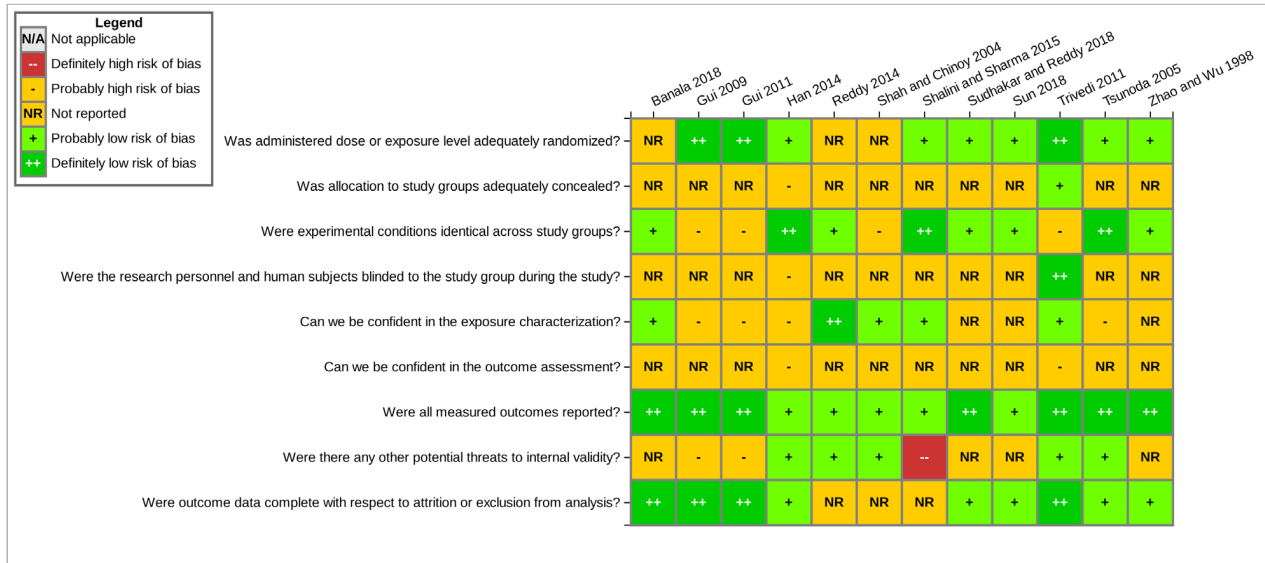 Legend
N/A Not applicable
-- Definitely high risk of bias
- Probably high risk of bias
NR Not reported
+ Probably low risk of bias
++ Definitely low risk of bias
Banala 2018
Gui 2009
Gui 2011
Han 2014
Reddy 2014
Shah and Chinoy 2004
Shalini and Sharma 2015
Sudhakar and Reddy 2018
Sun 2018
Trivedi 2011
Tsunoda 2005
Zhao and Wu 1998
Was administered dose or exposure level adequately randomized? NR ++ ++ + NR NR + + + ++ + +
Was allocation to study groups adequately concealed? NR NR NR - NR NR NR NR NR + NR NR
Were experimental conditions identical across study groups? + - - ++ + - ++ + + - ++ +
Were the research personnel and human subjects blinded to the study group during the study? NR NR NR - NR NR NR NR NR ++ NR NR
Can we be confident in the exposure characterization? + - - - ++ + + NR NR + - NR
Can we be confident in the outcome assessment? NR NR NR - NR NR NR NR NR - NR NR
Were all measured outcomes reported? ++ ++ ++ + + + + ++ + ++ ++ ++
Were there any other potential threats to internal validity? NR - - + + + -- NR NR + + NR
Were outcome data complete with respect to attrition or exclusion from analysis? ++ ++ ++ + NR NR NR + + ++ + +